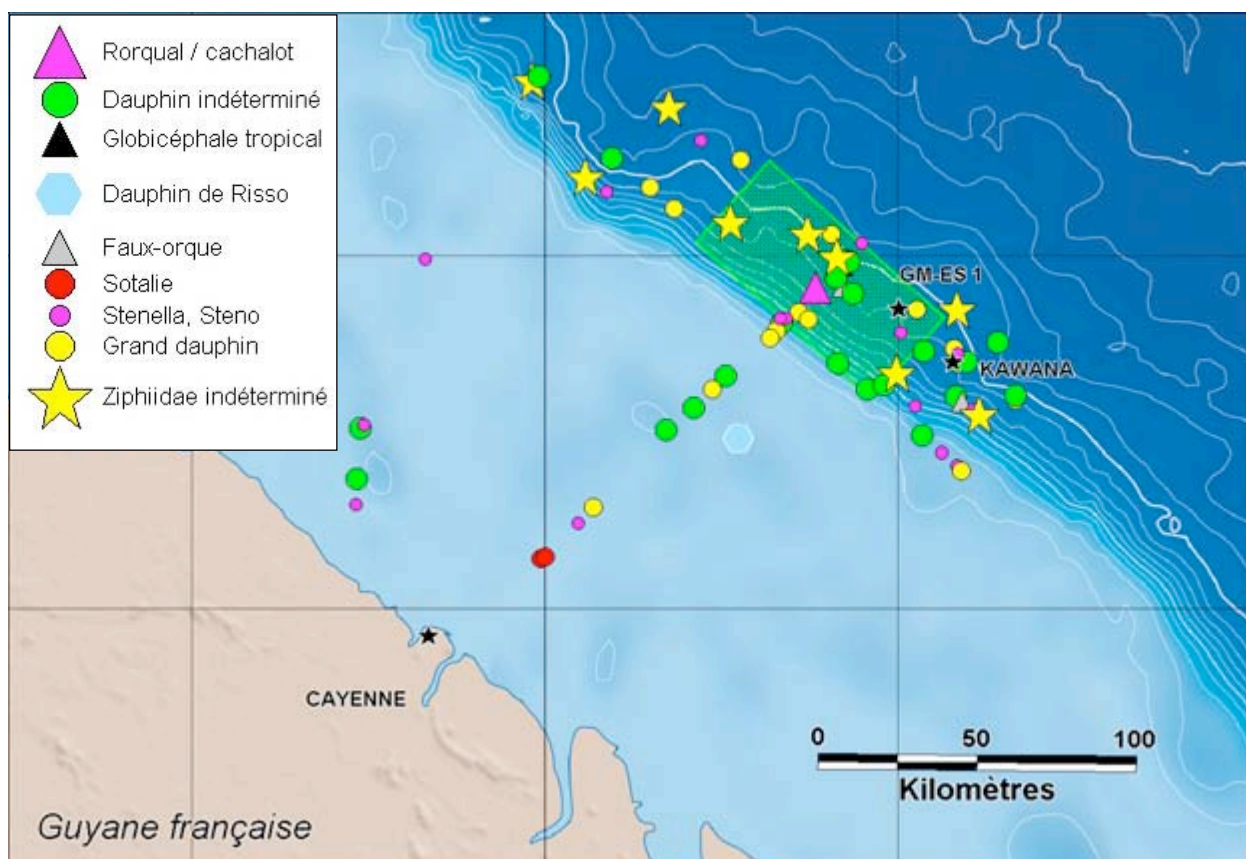 Rorqual / cachalot
Dauphin indéterminé
Globicéphale tropical
Dauphin de Risso
Faux-orque
Sotalie
Stenella, Steno
Grand dauphin
Ziphiidae indéterminé
GM-ES 1
KAWANA
CAYENNE
0 50 100
Kilomètres
Guyane française